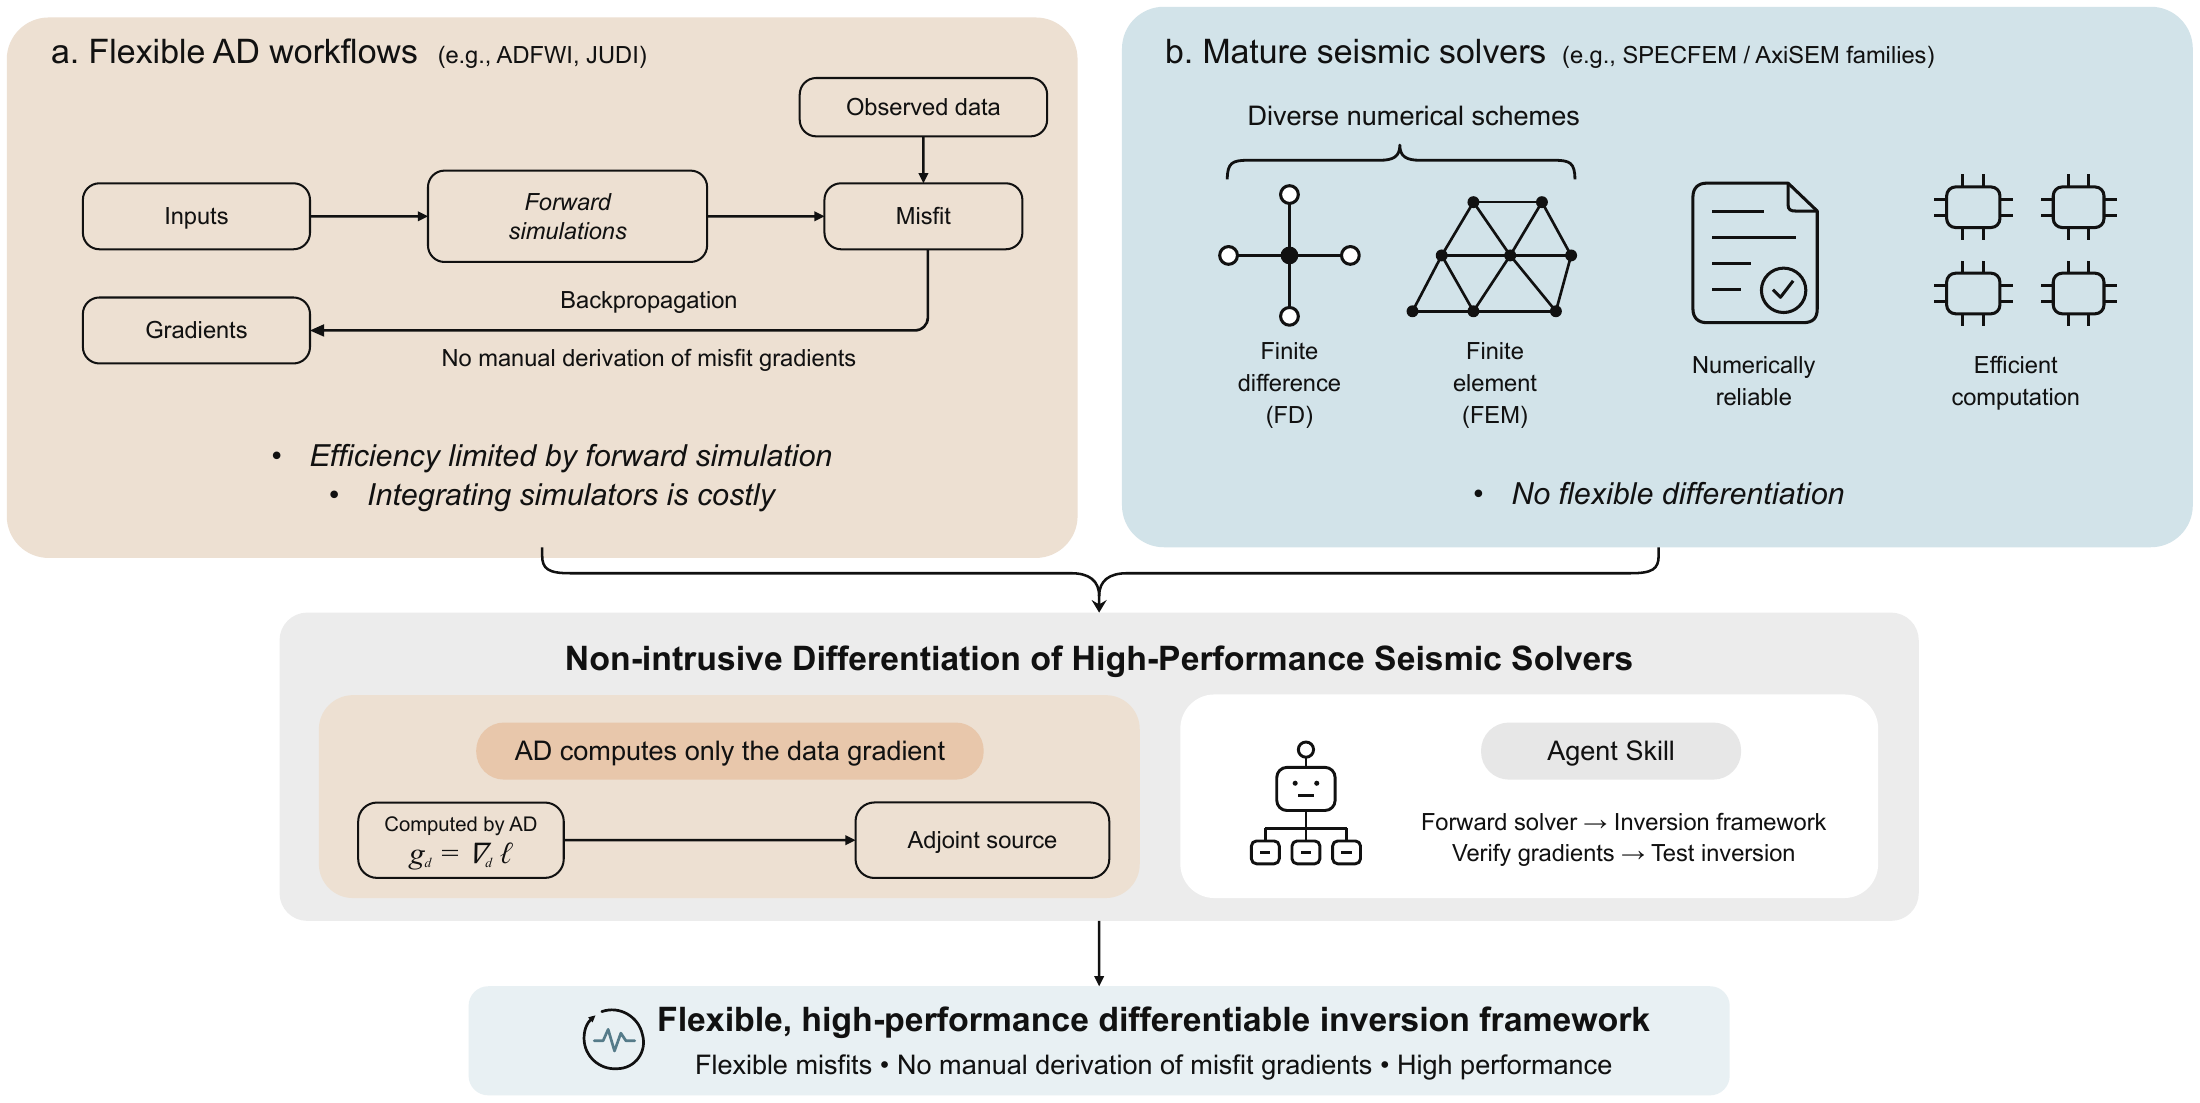 a. Flexible AD workflows (e.g., ADFWI, JUDI)
Observed data
Inputs
Forward
simulations
Misfit
Backpropagation
Gradients
No manual derivation of misfit gradients
• Efficiency limited by forward simulation
• Integrating simulators is costly
b. Mature seismic solvers (e.g., SPECFEM / AxiSEM families)
Diverse numerical schemes
Finite
difference
(FD)
Finite
element
(FEM)
Numerically
reliable
Efficient
computation
• No flexible differentiation
Non-intrusive Differentiation of High-Performance Seismic Solvers
AD computes only the data gradient
Computed by AD
g_d = ∇_d ℓ
Adjoint source
Agent Skill
Forward solver → Inversion framework
Verify gradients → Test inversion
Flexible, high-performance differentiable inversion framework
Flexible misfits • No manual derivation of misfit gradients • High performance